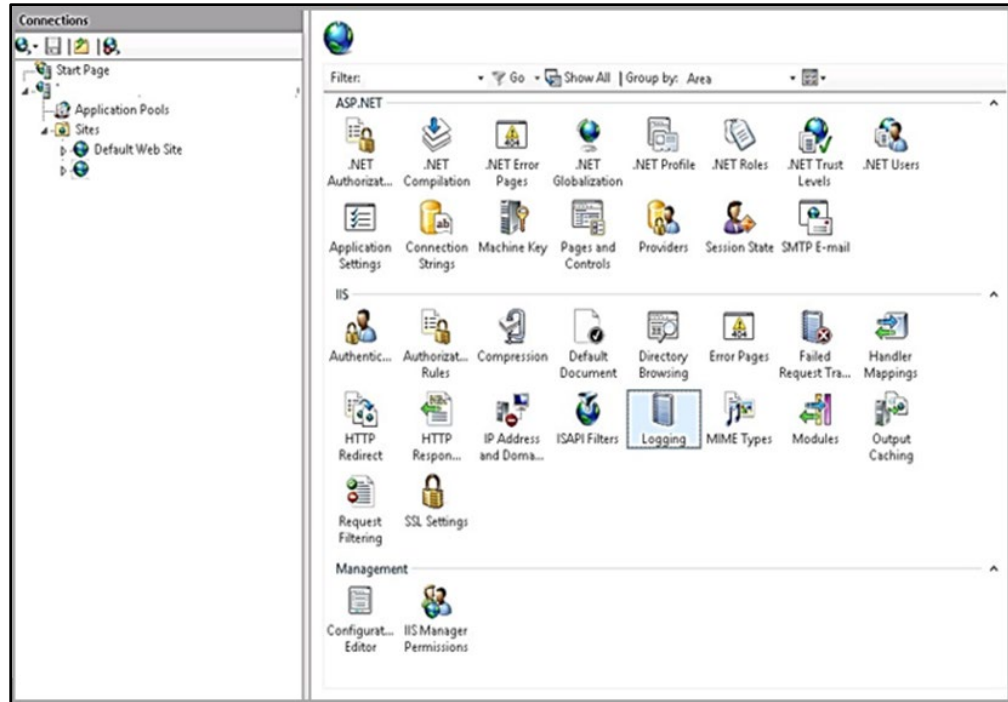 Connections
Start Page
Application Pools
Sites
Default Web Site
Filter: Go Show All Group by: Area
ASP.NET
.NET Authorizat... .NET Compilation .NET Error Pages .NET Globalization .NET Profile .NET Roles .NET Trust Levels .NET Users
Application Settings Connection Strings Machine Key Pages and Controls Providers Session State SMTP E-mail
IIS
Authentic... Authorizat... Rules Compression Default Document Directory Browsing Error Pages Failed Request Tra... Handler Mappings
HTTP Redirect HTTP Respon... IP Address and Doma... ISAPI Filters Logging MIME Types Modules Output Caching
Request Filtering SSL Settings
Management
Configurat... Editor IIS Manager Permissions